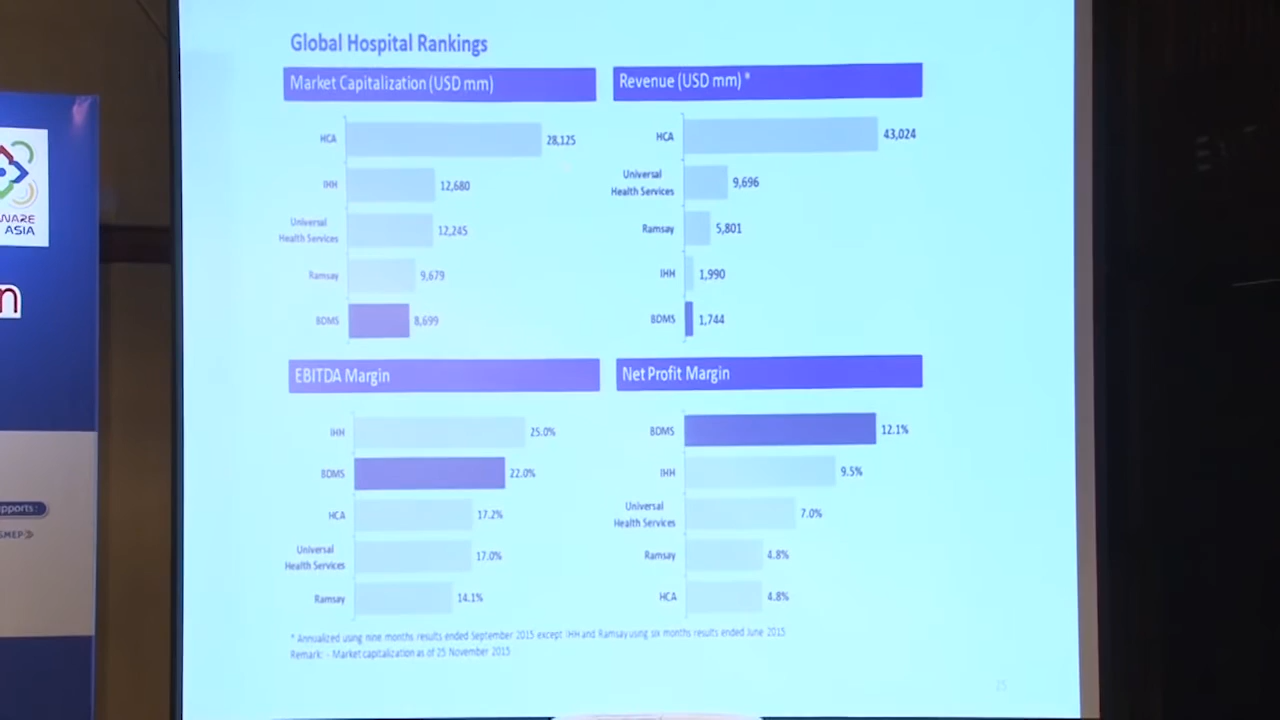 Global Hospital Rankings
Market Capitalization (USD mm)
HCA 28,125
IHH 12,680
Universal
Health Services 12,245
Ramsay 9,679
BDMS 8,699
Revenue (USD mm) *
HCA 43,024
Universal
Health Services 9,696
Ramsay 5,801
IHH 1,990
BDMS 1,744
EBITDA Margin
IHH 25.0%
BDMS 22.0%
HCA 17.2%
Universal
Health Services 17.0%
Ramsay 14.1%
Net Profit Margin
BDMS 12.1%
IHH 9.5%
Universal
Health Services 7.0%
Ramsay 4.8%
HCA 4.8%
* Annualized using nine months results ended September 2015 except IHH and Ramsay using six months results ended June 2015
Remark: - Market capitalization as of 25 November 2015
ASIA